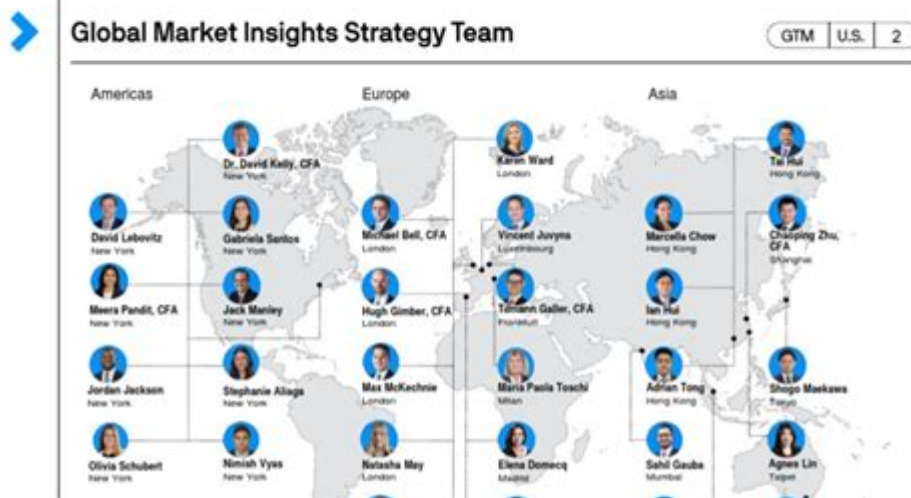 Global Market Insights Strategy Team
GTM U.S. 2
Americas
Europe
Asia
Dr. David Kelly, CFA
New York
David Lebovitz
New York
Gabriela Santos
New York
Meera Pandit, CFA
New York
Jack Manley
New York
Jordan Jackson
New York
Stephanie Aliaga
New York
Olivia Schubert
New York
Nimish Vyas
New York
Karen Ward
London
Michael Bell, CFA
London
Vincent Juvyns
Luxembourg
Hugh Gimber, CFA
London
Tilmann Galler, CFA
Frankfurt
Max McKechnie
London
Maria Paola Toschi
Milan
Natasha May
London
Elena Domecq
Madrid
Tai Hui
Hong Kong
Marcella Chow
Hong Kong
Chaoping Zhu,
CFA
Shanghai
Ian Hui
Hong Kong
Adrian Tong
Hong Kong
Shogo Maekawa
Tokyo
Sahil Gauba
Mumbai
Agnes Lin
Taipei